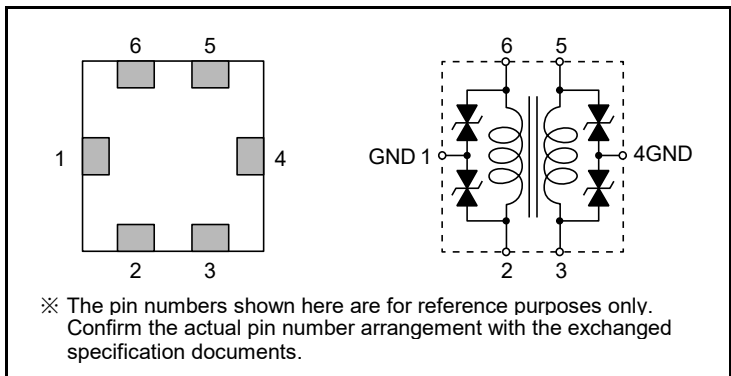 6 5
1
4
2 3
6 5
GND 1
4GND
2 3
※ The pin numbers shown here are for reference purposes only.
Confirm the actual pin number arrangement with the exchanged
specification documents.